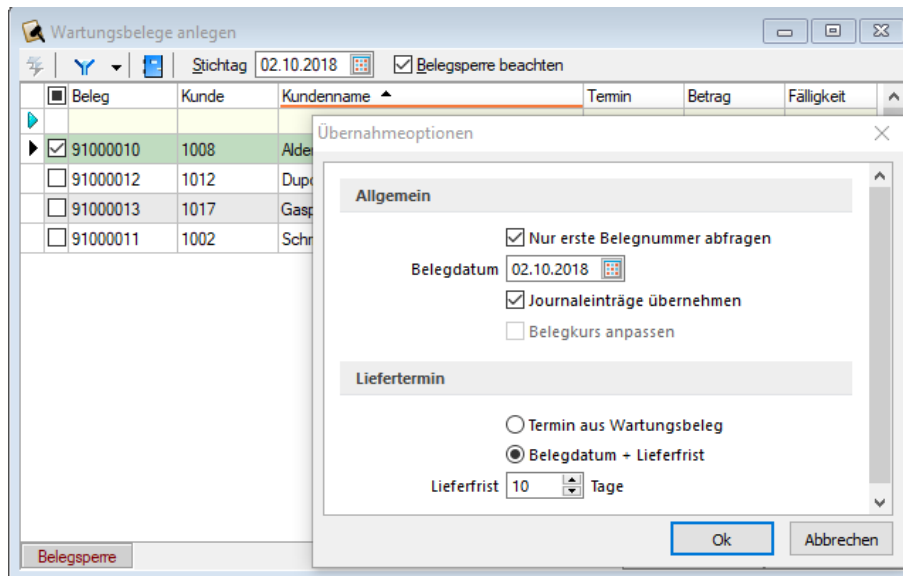 Wartungsbelege anlegen
Stichtag 02.10.2018 Belegsperre beachten
Beleg Kunde Kundenname Termin Betrag Fälligkeit
91000010 1008
91000012 1012
91000013 1017
91000011 1002
Belegsperre
Übernahmeoptionen
Allgemein
Nur erste Belegnummer abfragen
Belegdatum 02.10.2018
Journaleinträge übernehmen
Belegkurs anpassen
Liefertermin
Termin aus Wartungsbeleg
Belegdatum + Lieferfrist
Lieferfrist 10 Tage
Ok Abbrechen